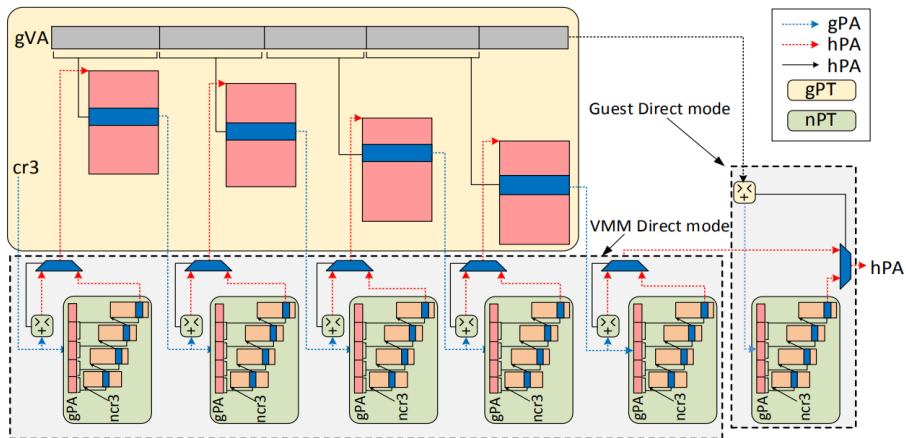 gVA
gPA
hPA
hPA
gPT
nPT
Guest Direct mode
cr3
VMM Direct mode
hPA
> <
+
> <
+
> <
+
> <
+
> <
+
> <
+
gPA
ncr3
gPA
ncr3
gPA
ncr3
gPA
ncr3
gPA
ncr3
gPA
ncr3